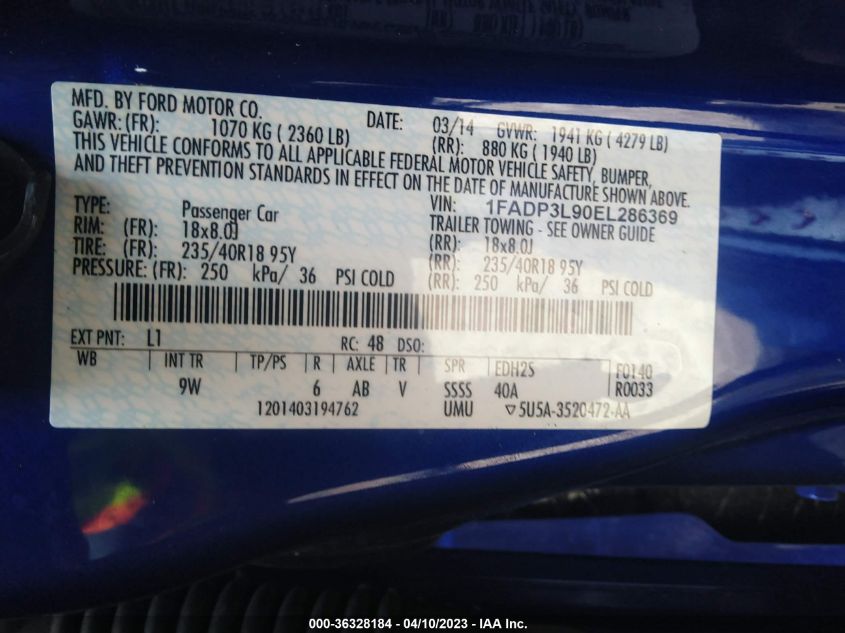 MFD. BY FORD MOTOR CO. DATE: 03/14 GVWR: 1941 KG ( 4279 LB)
GAWR: (FR): 1070 KG ( 2360 LB) (RR): 880 KG ( 1940 LB)
THIS VEHICLE CONFORMS TO ALL APPLICABLE FEDERAL MOTOR VEHICLE SAFETY, BUMPER,
AND THEFT PREVENTION STANDARDS IN EFFECT ON THE DATE OF MANUFACTURE SHOWN ABOVE.
VIN: 1FADP3L90EL286369
TYPE: Passenger Car TRAILER TOWING - SEE OWNER GUIDE
RIM: (FR): 18x8.0J (RR): 18x8.0J
TIRE: (FR): 235/40R18 95Y (RR): 235/40R18 95Y
PRESSURE: (FR): 250 kPa/ 36 PSI COLD (RR): 250 kPa/ 36 PSI COLD
EXT PNT: L1 RC: 48 DSO:
WB INT TR TP/PS R AXLE TR SPR EDH2S F0140
9W 6 AB V SSSS 40A R0033
1201403194762 UMU ▽5U5A-3520472-AA
000-36328184 - 04/10/2023 - IAA Inc.